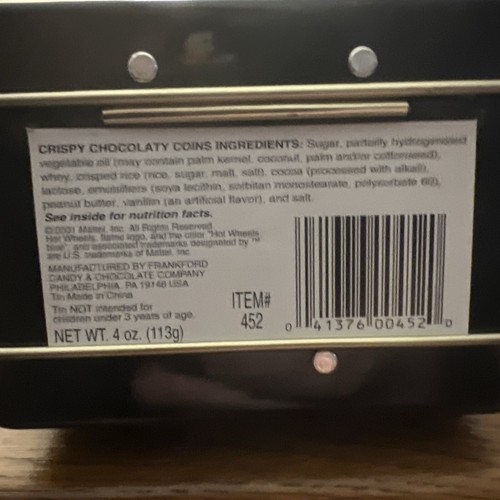 CRISPY CHOCOLATY COINS INGREDIENTS: Sugar, partially hydrogenated
vegetable oil (may contain palm kernel, coconut, palm and/or cottonseed),
whey, crisped rice (rice, sugar, malt, salt), cocoa (processed with alkali),
lactose, emulsifiers (soya lecithin, sorbitan monostearate, polysorbate 60),
peanut butter, vanillin (an artificial flavor), and salt.
See inside for nutrition facts.
Mattel, Inc. All Rights Reserved.
Hot Wheels, flame logo, and the color "Hot Wheels
blue", and associated trademarks designated by ™
are U.S. trademarks of Mattel, Inc.
MANUFACTURED BY FRANKFORD
CANDY & CHOCOLATE COMPANY
PHILADELPHIA, PA 19146 USA
Tin Made in China
Tin NOT intended for
children under 3 years of age.
NET WT. 4 oz. (113g)
ITEM#
452
0 41376 00452 0